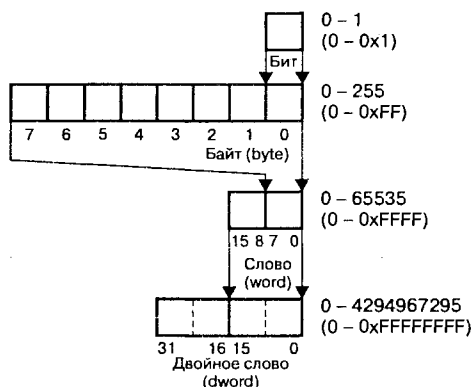 0 – 1
(0 – 0x1)
Бит
0 – 255
(0 – 0xFF)
7 6 5 4 3 2 1 0
Байт (byte)
0 – 65535
(0 – 0xFFFF)
15 8 7 0
Слово
(word)
0 – 4294967295
(0 – 0xFFFFFFFF)
31 16 15 0
Двойное слово
(dword)